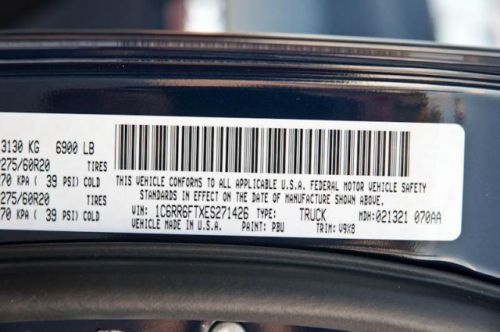 3130 KG 6900 LB
275/60R20 TIRES
70 KPA ( 39 PSI) COLD
275/60R20 TIRES
70 KPA ( 39 PSI) COLD
THIS VEHICLE CONFORMS TO ALL APPLICABLE U.S.A. FEDERAL MOTOR VEHICLE SAFETY
STANDARDS IN EFFECT ON THE DATE OF MANUFACTURE SHOWN ABOVE
VIN: 1C6RR6FTXES271426 TYPE: TRUCK MDH:021321 070AA
VEHICLE MADE IN U.S.A. PAINT: PBU TRIM: V9X8